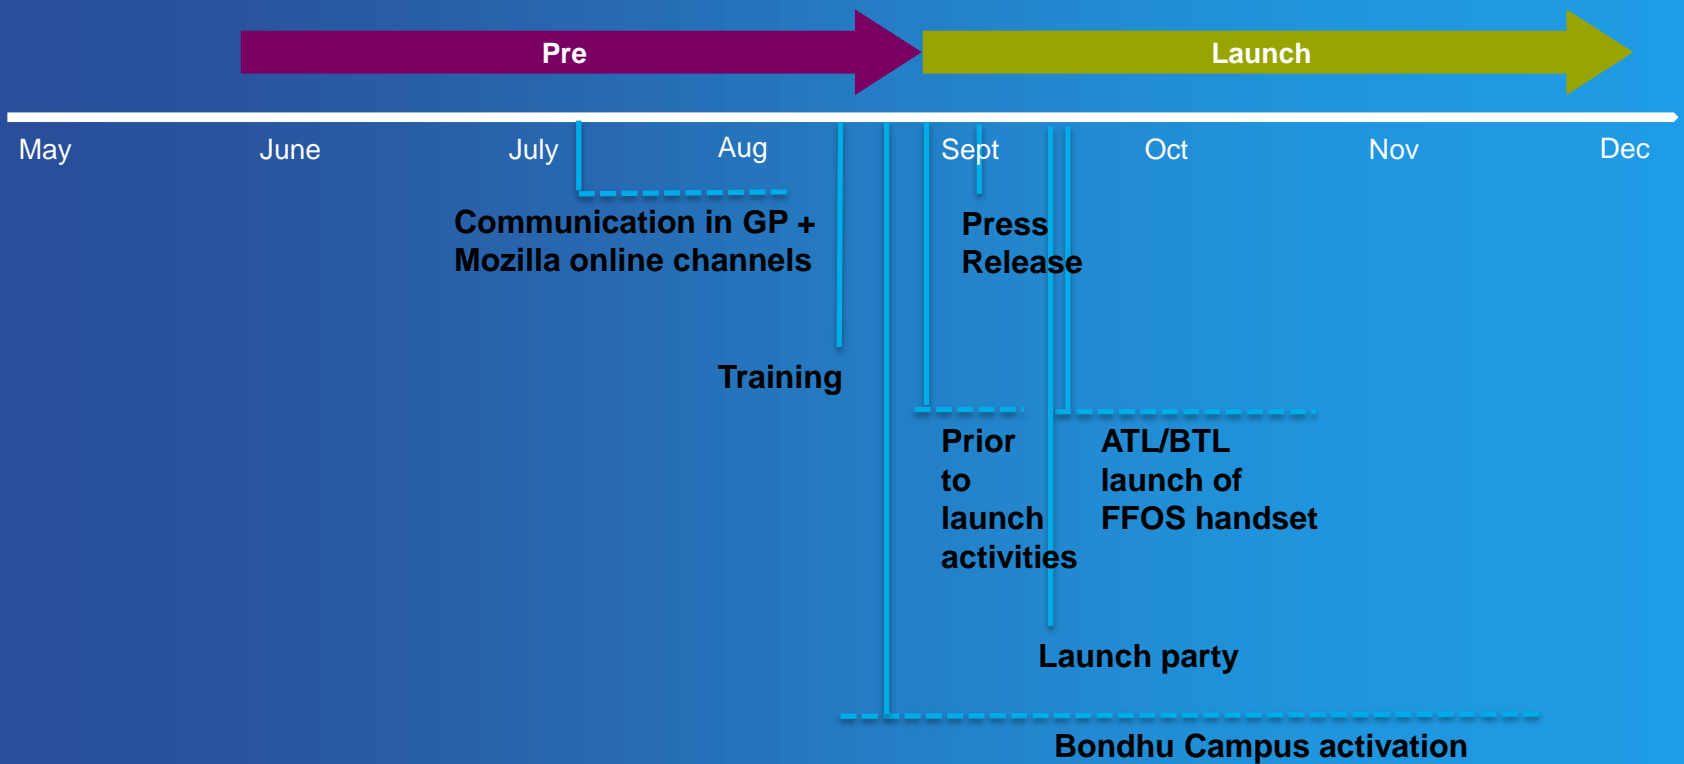 Pre
Launch
May
June
July
Aug
Sept
Oct
Nov
Dec
Communication in GP +
Mozilla online channels
Press
Release
Training
Prior
to
launch
activities
ATL/BTL
launch of
FFOS handset
Launch party
Bondhu Campus activation